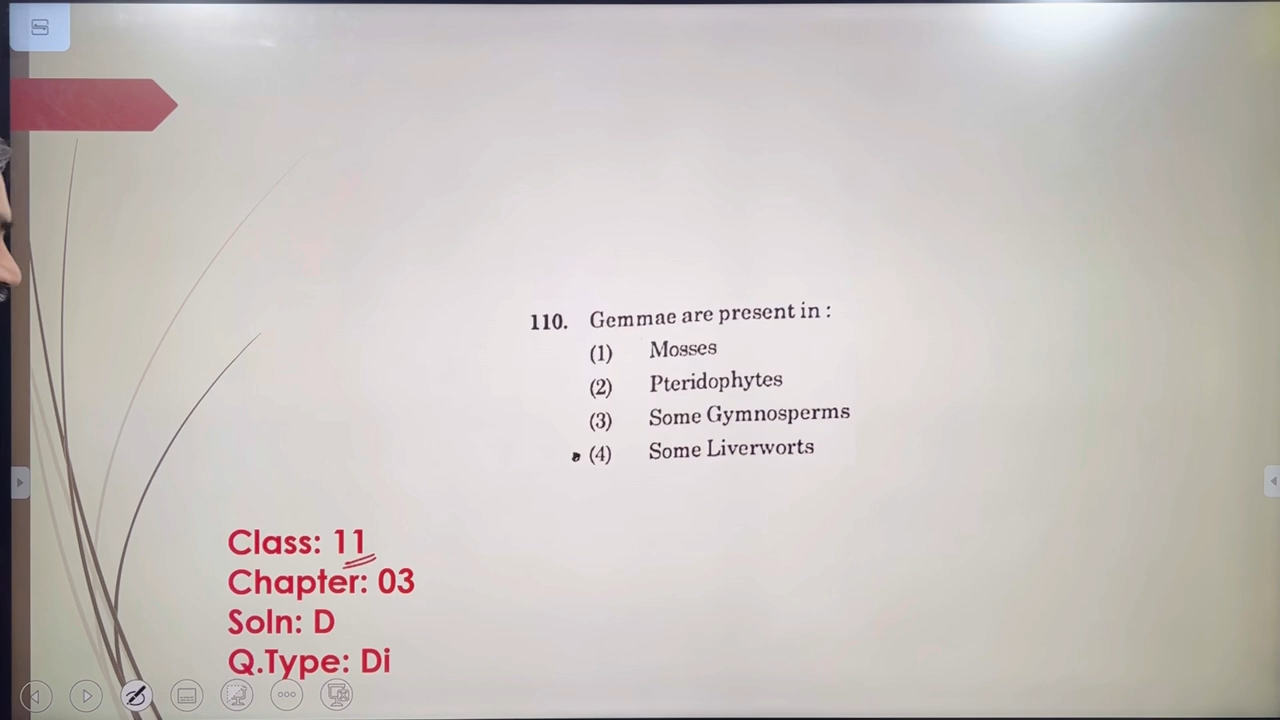 110. Gemmae are present in :
(1) Mosses
(2) Pteridophytes
(3) Some Gymnosperms
(4) Some Liverworts
Class: 11
Chapter: 03
Soln: D
Q.Type: Di